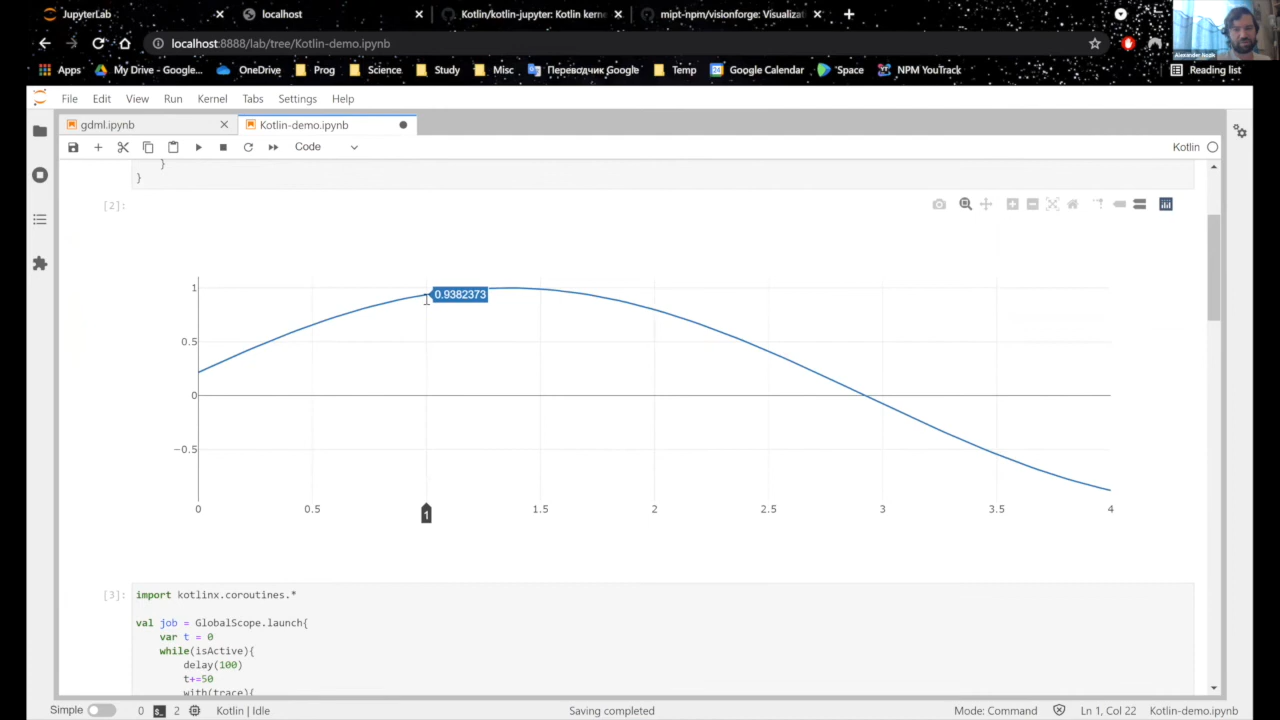 JupyterLab
localhost
Kotlin/kotlin-jupyter: Kotlin kerne
mipt-npm/visionforge: Visualizat
localhost:8888/lab/tree/Kotlin-demo.ipynb
Apps
My Drive - Google...
OneDrive
Prog
Science
Study
Misc
Переводчик Google
Temp
Google Calendar
Space
NPM YouTrack
Reading list
File Edit View Run Kernel Tabs Settings Help
gdml.ipynb
Kotlin-demo.ipynb
Code
Kotlin
}
}
[2]:
1
0.9382373
0.5
0
−0.5
0 0.5 1 1.5 2 2.5 3 3.5 4
[3]:
import kotlinx.coroutines.*
val job = GlobalScope.launch{
var t = 0
while(isActive){
delay(100)
t+=50
with(trace){
Simple
0
2
Kotlin | Idle
Saving completed
Mode: Command
Ln 1, Col 22
Kotlin-demo.ipynb